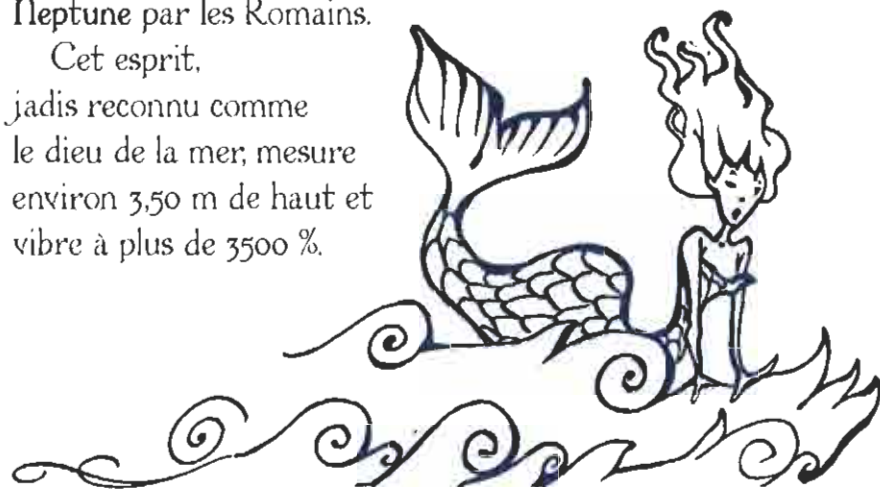 Neptune par les Romains.
Cet esprit,
jadis reconnu comme
le dieu de la mer, mesure
environ 3,50 m de haut et
vibre à plus de 3500 %.